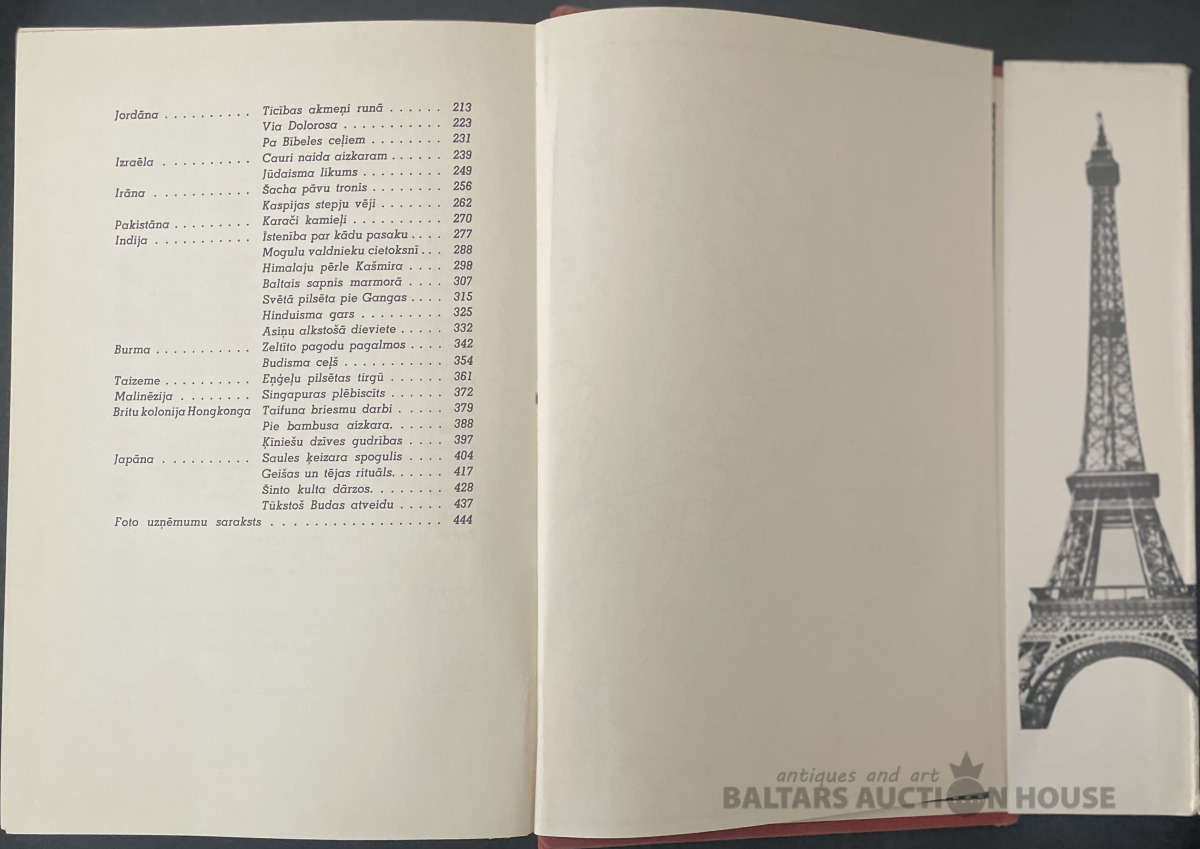 Jordāna . . . . . . . . . . Ticības akmeņi runā . . . . . . 213
Via Dolorosa . . . . . . . . . . . 223
Pa Bībeles ceļiem . . . . . . . . 231
Izraēla . . . . . . . . . . Cauri naida aizkaram . . . . . . 239
Jūdaisma likums . . . . . . . . . 249
Irāna . . . . . . . . . . . Šacha pāvu tronis . . . . . . . . 256
Kaspijas stepju vēji . . . . . . . 262
Pakistāna . . . . . . . . . Karači kamieļi . . . . . . . . . . 270
Indija . . . . . . . . . . . Īstenība par kādu pasaku . . . . 277
Mogulu valdnieku cietoksnī . . . 288
Himalaju pērle Kašmira . . . . 298
Baltais sapnis marmorā . . . . 307
Svētā pilsēta pie Gangas . . . . 315
Hinduisma gars . . . . . . . . . 325
Asiņu alkstošā dieviete . . . . . 332
Burma . . . . . . . . . . . Zeltīto pagodu pagalmos . . . . 342
Budisma ceļš . . . . . . . . . . . 354
Taizeme . . . . . . . . . . Eņģeļu pilsētas tirgū . . . . . . 361
Malinēzija . . . . . . . . Singapuras plēbiscīts . . . . . . 372
Britu kolonija Hongkonga Taifuna briesmu darbi . . . . . 379
Pie bambusa aizkara. . . . . . 388
Ķiniešu dzīves gudrības . . . . 397
Japāna . . . . . . . . . . Saules ķeizara spogulis . . . . 404
Geišas un tējas rituāls. . . . . . 417
Šinto kulta dārzos. . . . . . . . 428
Tūkstoš Budas atveidu . . . . . 437
Foto uzņēmumu saraksts . . . . . . . . . . . . . . . . . . . 444
antiques and art
BALTARS AUCTION HOUSE